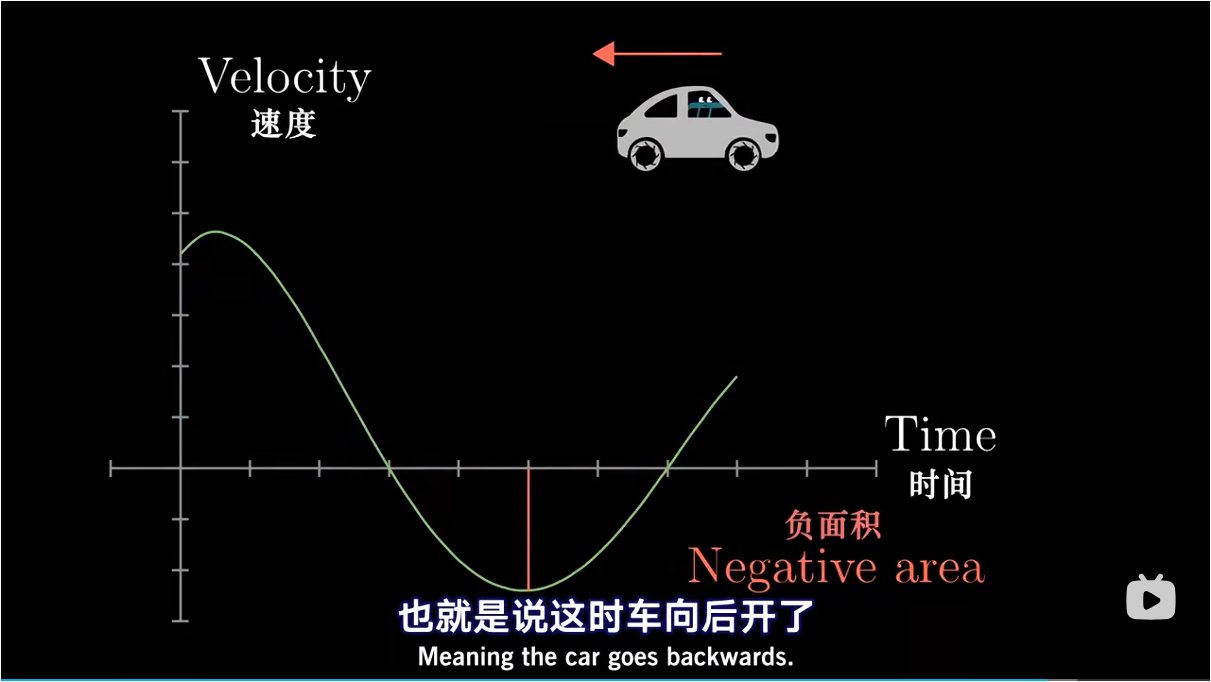 Velocity
速度
Time
时间
负面积
Negative area
也就是说这时车向后开了
Meaning the car goes backwards.